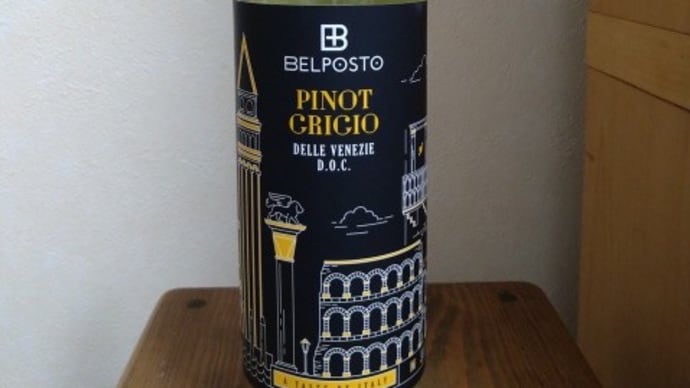 B
BELPOSTO
PINOT
GRIGIO
DELLE VENEZIE
D.O.C.
A TASTE OF ITALY